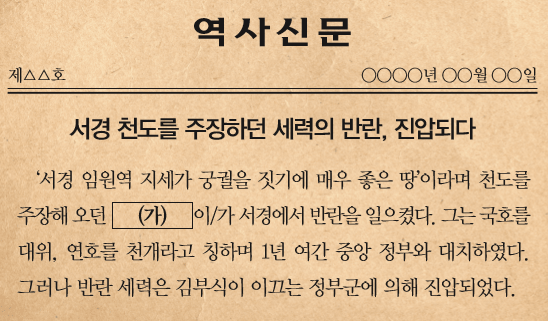 역사신문
제△△호 ○○○○년 ○○월 ○○일
서경 천도를 주장하던 세력의 반란, 진압되다
‘서경 임원역 지세가 궁궐을 짓기에 매우 좋은 땅’이라며 천도를
주장해 오던 (가) 이/가 서경에서 반란을 일으켰다. 그는 국호를
대위, 연호를 천개라고 칭하며 1년 여간 중앙 정부와 대치하였다.
그러나 반란 세력은 김부식이 이끄는 정부군에 의해 진압되었다.